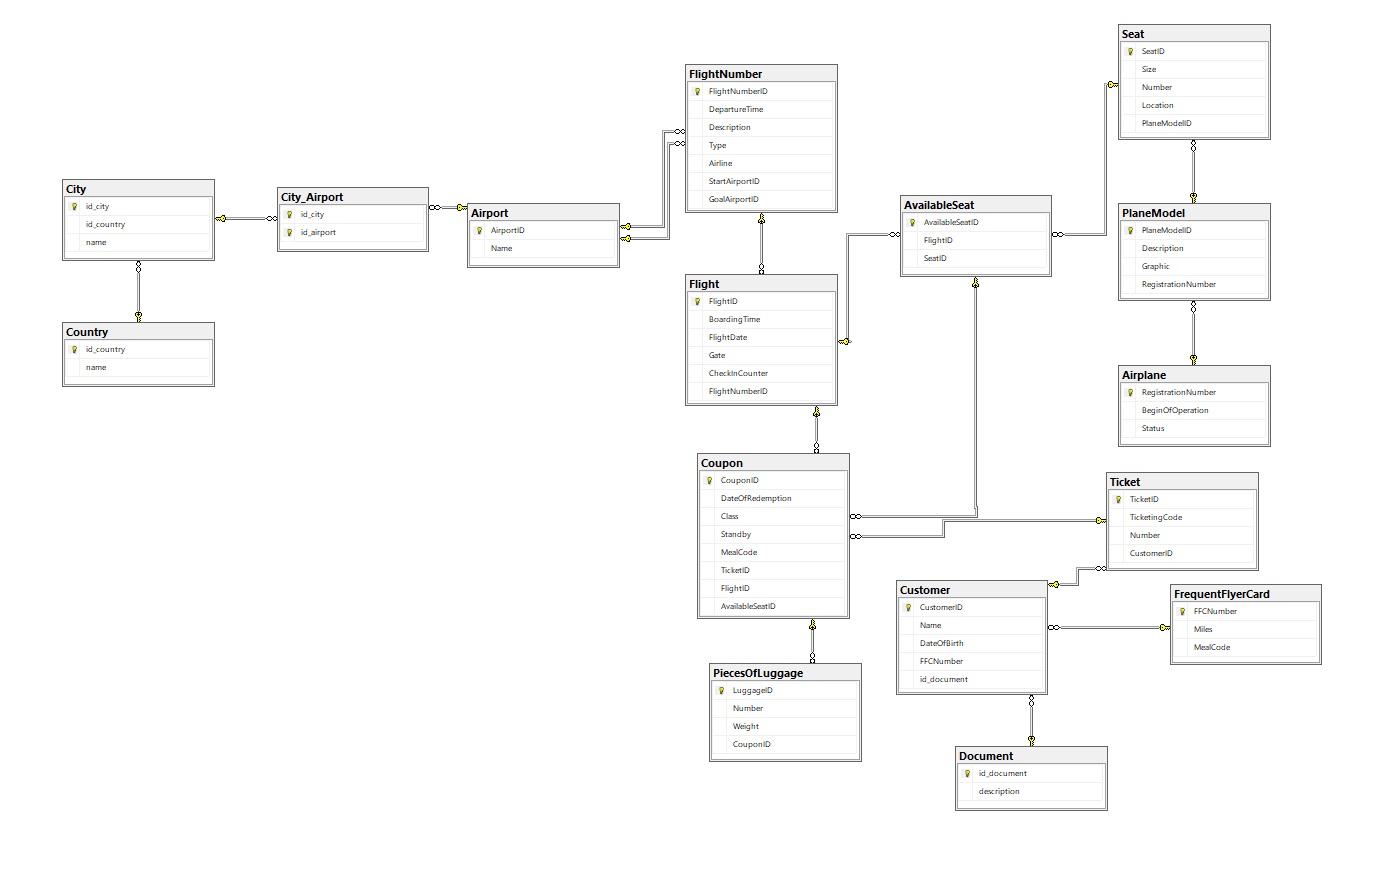 City
id_city
id_country
name
Country
id_country
name
City_Airport
id_city
id_airport
Airport
AirportID
Name
FlightNumber
FlightNumberID
DepartureTime
Description
Type
Airline
StartAirportID
GoalAirportID
Flight
FlightID
BoardingTime
FlightDate
Gate
CheckInCounter
FlightNumberID
Coupon
CouponID
DateOfRedemption
Class
Standby
MealCode
TicketID
FlightID
AvailableSeatID
PiecesOfLuggage
LuggageID
Number
Weight
CouponID
AvailableSeat
AvailableSeatID
FlightID
SeatID
Seat
SeatID
Size
Number
Location
PlaneModelID
PlaneModel
PlaneModelID
Description
Graphic
RegistrationNumber
Airplane
RegistrationNumber
BeginOfOperation
Status
Ticket
TicketID
TicketingCode
Number
CustomerID
Customer
CustomerID
Name
DateOfBirth
FFCNumber
id_document
FrequentFlyerCard
FFCNumber
Miles
MealCode
Document
id_document
description